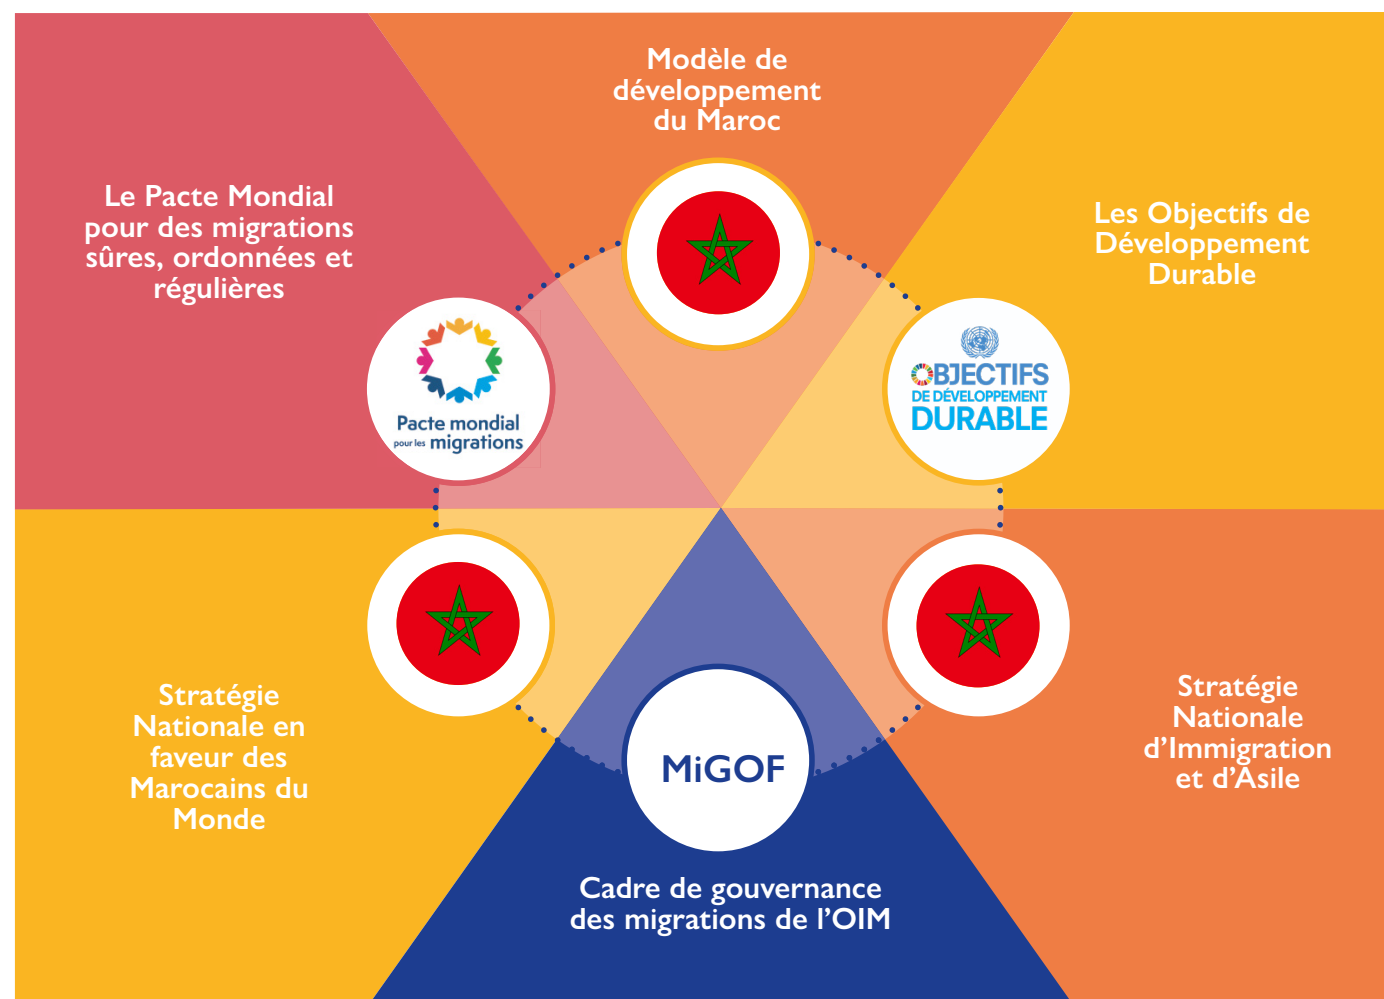 Modèle de
développement
du Maroc
Le Pacte Mondial
pour des migrations
sûres, ordonnées et
régulières
Les Objectifs de
Développement
Durable
Pacte mondial
pour les migrations
OBJECTIFS
DE DÉVELOPPEMENT
DURABLE
Stratégie
Nationale en
faveur des
Marocains du
Monde
MiGOF
Stratégie
Nationale
d’Immigration
et d’Asile
Cadre de gouvernance
des migrations de l’OIM